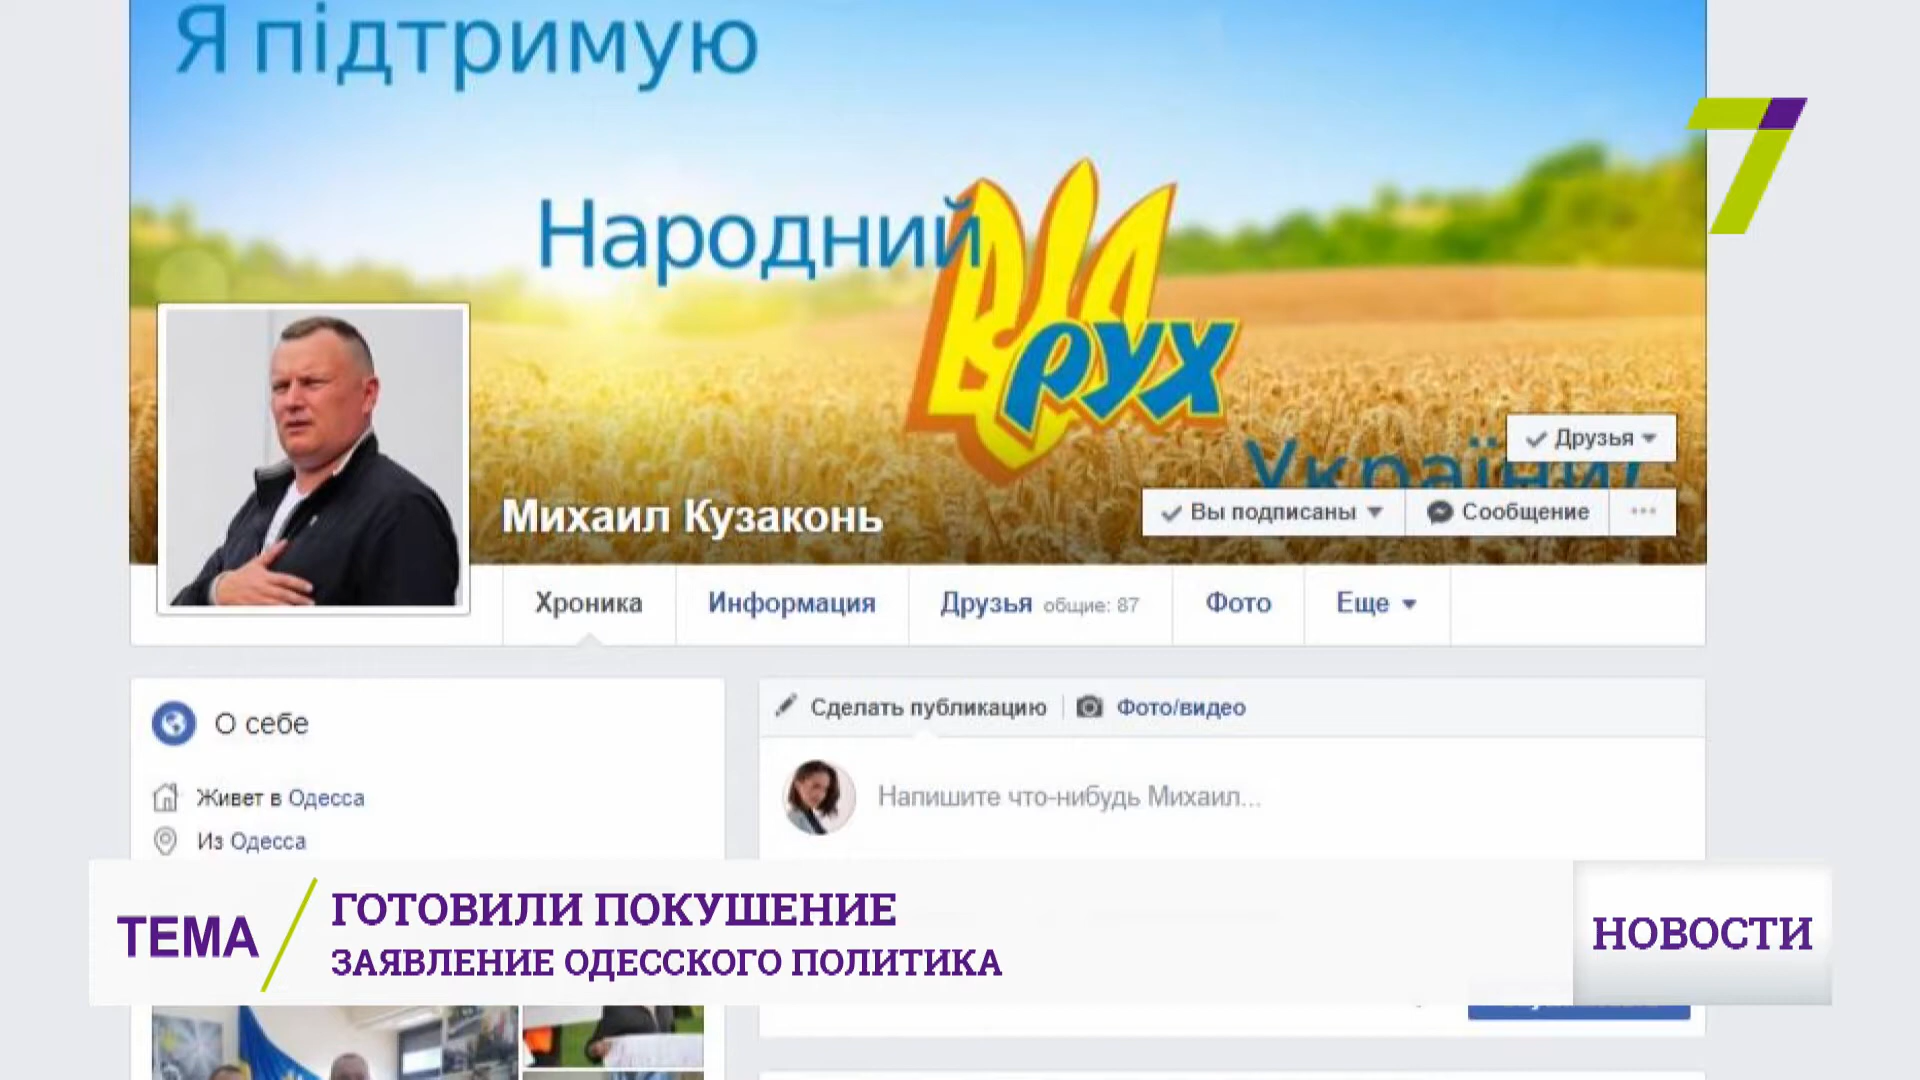 Я підтримую
Народний
рух
України!
Друзья
Михаил Кузаконь
Вы подписаны
Сообщение
Хроника
Информация
Друзья общие: 87
Фото
Еще
О себе
Живет в Одесса
Из Одесса
Сделать публикацию
Фото/видео
Напишите что-нибудь Михаил...
ТЕМА
ГОТОВИЛИ ПОКУШЕНИЕ
ЗАЯВЛЕНИЕ ОДЕССКОГО ПОЛИТИКА
НОВОСТИ
7